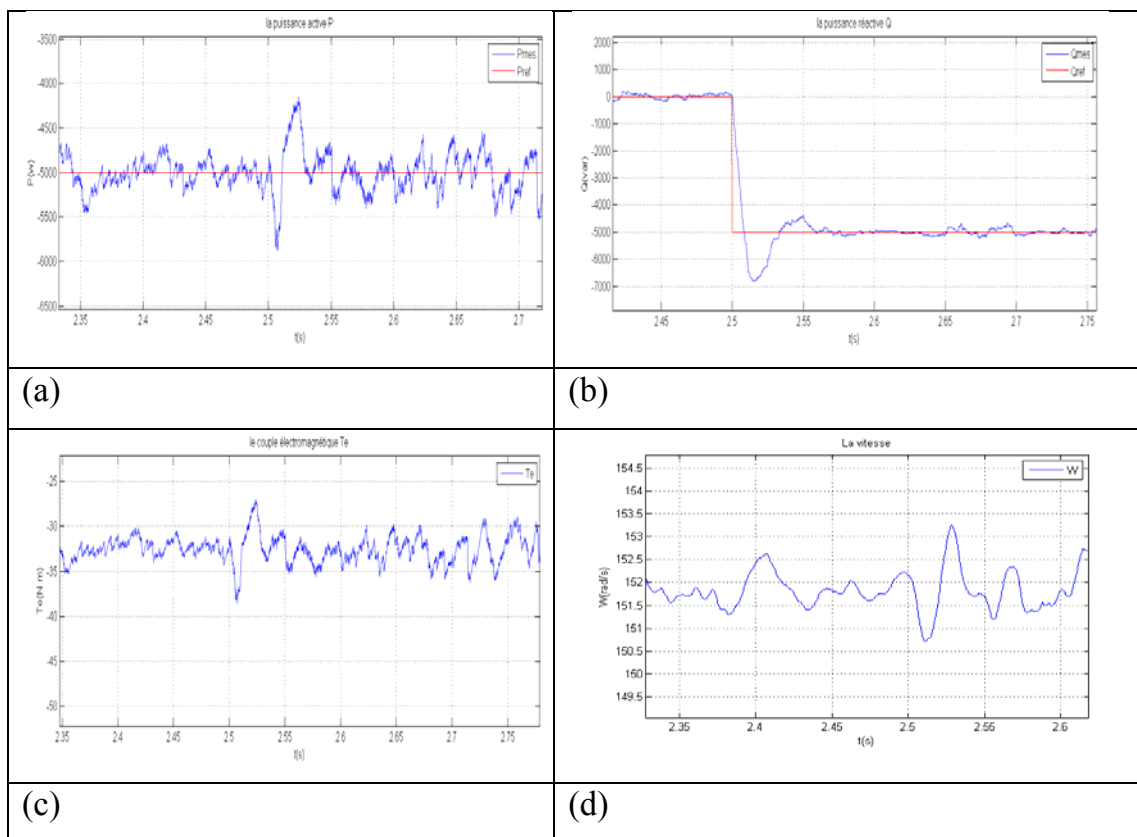 la puissance active P
-3500
-4000
-4500
-5000
-5500
-6000
-6500
P(w)
Pmes
Pref
2.35
2.4
2.45
2.5
2.55
2.6
2.65
2.7
t(s)
(a)
la puissance réactive Q
2000
1000
0
-1000
-2000
-3000
-4000
-5000
-6000
-7000
Q(var)
Qmes
Qref
2.45
2.5
2.55
2.6
2.65
2.7
2.75
t(s)
(b)
le couple électromagnétique Te
-25
-30
-35
-40
-45
-50
Te(N.m)
Te
2.35
2.4
2.45
2.5
2.55
2.6
2.65
2.7
2.75
t(s)
(c)
La vitesse
154.5
154
153.5
153
152.5
152
151.5
151
150.5
150
149.5
W(rad/s)
W
2.35
2.4
2.45
2.5
2.55
2.6
t(s)
(d)